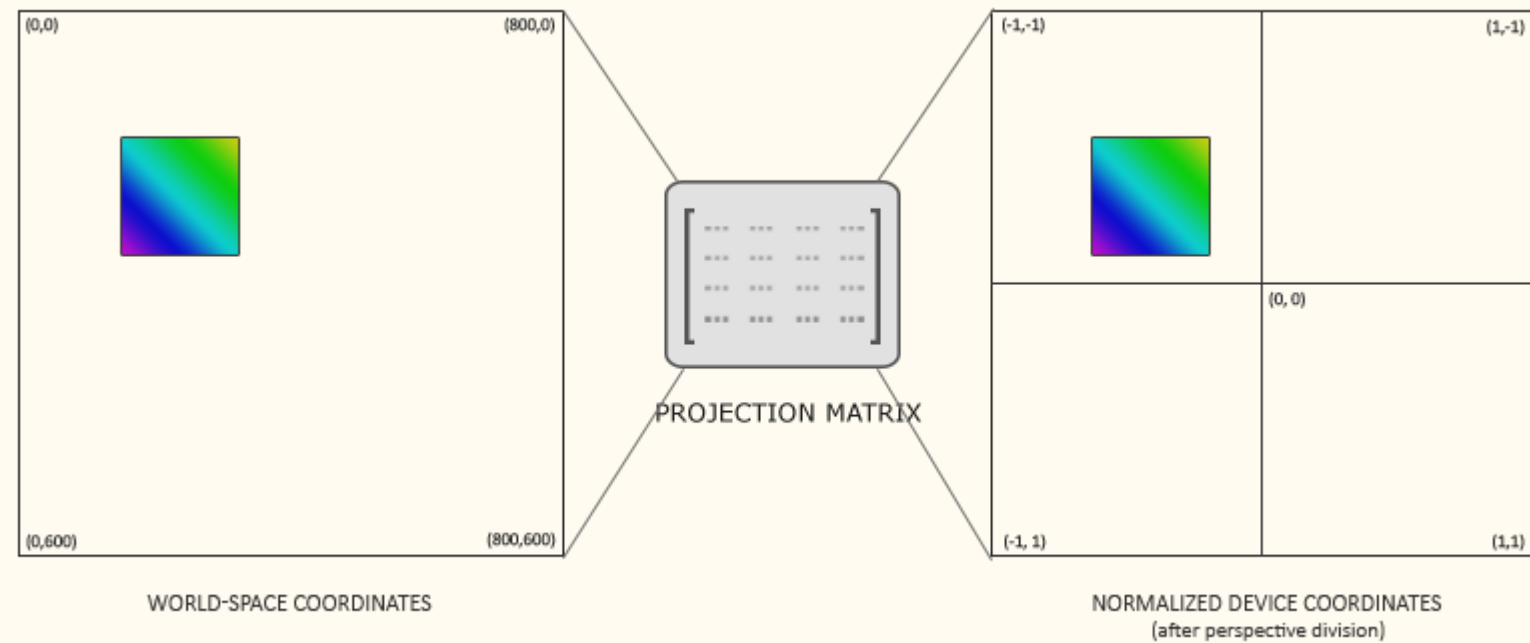 (0,0)
(800,0)
(0,600)
(800,600)
WORLD-SPACE COORDINATES
PROJECTION MATRIX
(-1,-1)
(1,-1)
(0, 0)
(-1, 1)
(1,1)
NORMALIZED DEVICE COORDINATES
(after perspective division)